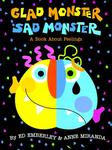 GLAD MONSTER
SAD MONSTER
A Book About Feelings
By ED EMBERLEY & ANNE MIRANDA